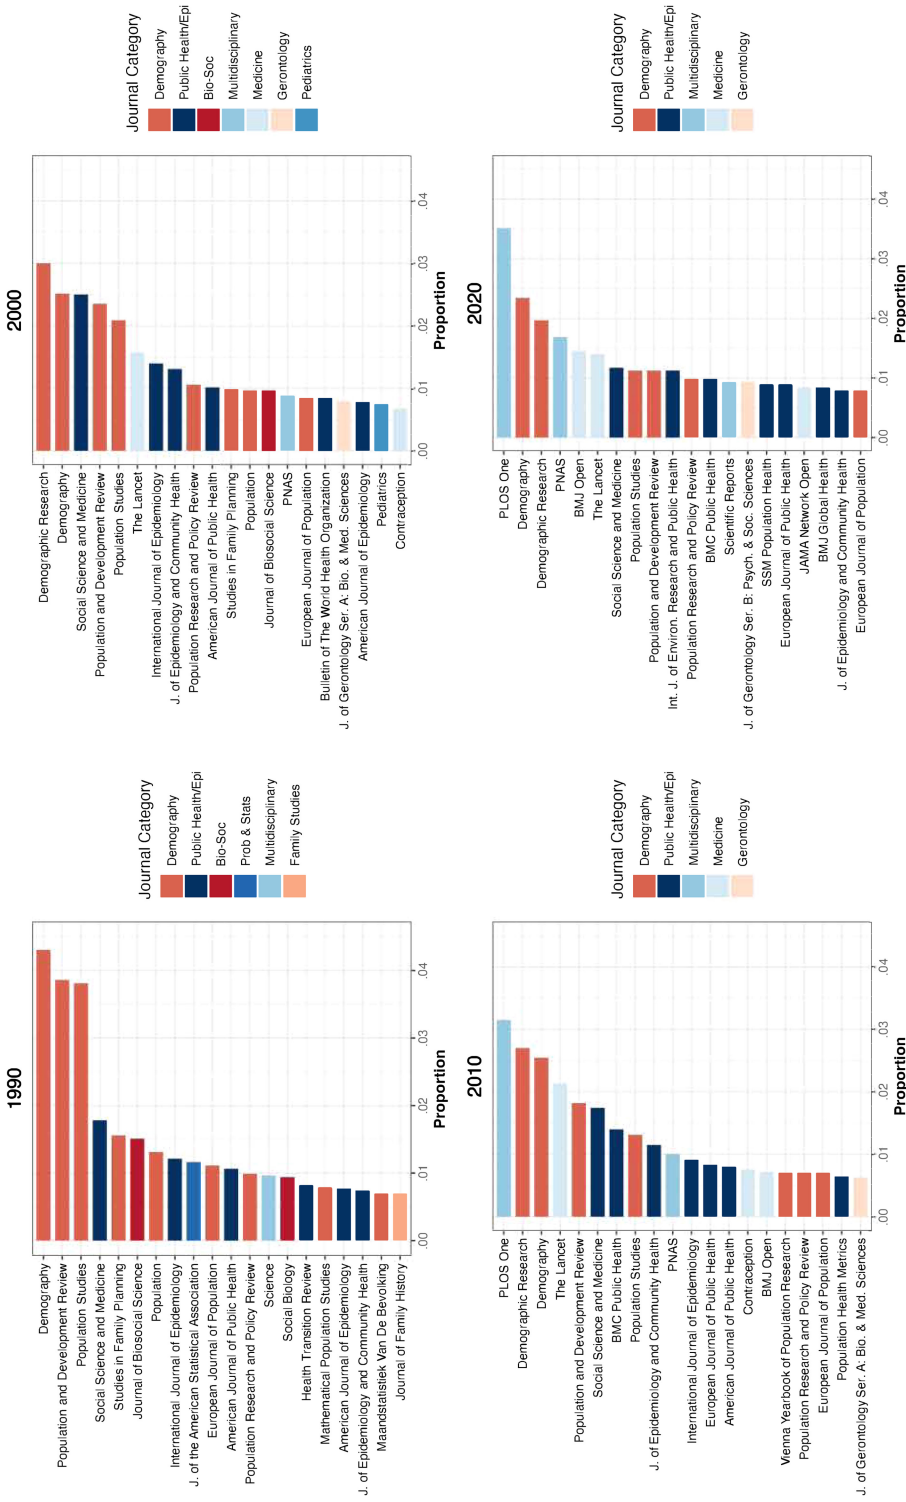 1990
Demography
Population and Development Review
Population Studies
Social Science and Medicine
Studies in Family Planning
Journal of Biosocial Science
Population
International Journal of Epidemiology
J. of the American Statistical Association
European Journal of Population
American Journal of Public Health
Population Research and Policy Review
Science
Social Biology
Health Transition Review
Mathematical Population Studies
American Journal of Epidemiology
J. of Epidemiology and Community Health
Maandstatistiek Van De Bevolking
Journal of Family History
.00
.01
.02
.03
.04
Proportion
Journal Category
Demography
Public Health/Epi
Bio-Soc
Prob & Stats
Multidisciplinary
Family Studies
2000
Demographic Research
Demography
Social Science and Medicine
Population and Development Review
Population Studies
The Lancet
International Journal of Epidemiology
J. of Epidemiology and Community Health
Population Research and Policy Review
American Journal of Public Health
Studies in Family Planning
Population
Journal of Biosocial Science
PNAS
European Journal of Population
Bulletin of The World Health Organization
J. of Gerontology Ser. A: Bio. & Med. Sciences
American Journal of Epidemiology
Pediatrics
Contraception
.00
.01
.02
.03
.04
Proportion
Journal Category
Demography
Public Health/Epi
Bio-Soc
Multidisciplinary
Medicine
Gerontology
Pediatrics
2010
PLOS One
Demographic Research
Demography
The Lancet
Population and Development Review
Social Science and Medicine
BMC Public Health
Population Studies
J. of Epidemiology and Community Health
PNAS
International Journal of Epidemiology
European Journal of Public Health
American Journal of Public Health
Contraception
BMJ Open
Vienna Yearbook of Population Research
Population Research and Policy Review
European Journal of Population
Population Health Metrics
J. of Gerontology Ser. A: Bio. & Med. Sciences
.00
.01
.02
.03
.04
Proportion
Journal Category
Demography
Public Health/Epi
Multidisciplinary
Medicine
Gerontology
2020
PLOS One
Demography
Demographic Research
PNAS
BMJ Open
The Lancet
Social Science and Medicine
Population Studies
Population and Development Review
Int. J. of Environ. Research and Public Health
Population Research and Policy Review
BMC Public Health
Scientific Reports
J. of Gerontology Ser. B: Psych. & Soc. Sciences
SSM Population Health
European Journal of Public Health
JAMA Network Open
BMJ Global Health
J. of Epidemiology and Community Health
European Journal of Population
.00
.01
.02
.03
.04
Proportion
Journal Category
Demography
Public Health/Epi
Multidisciplinary
Medicine
Gerontology